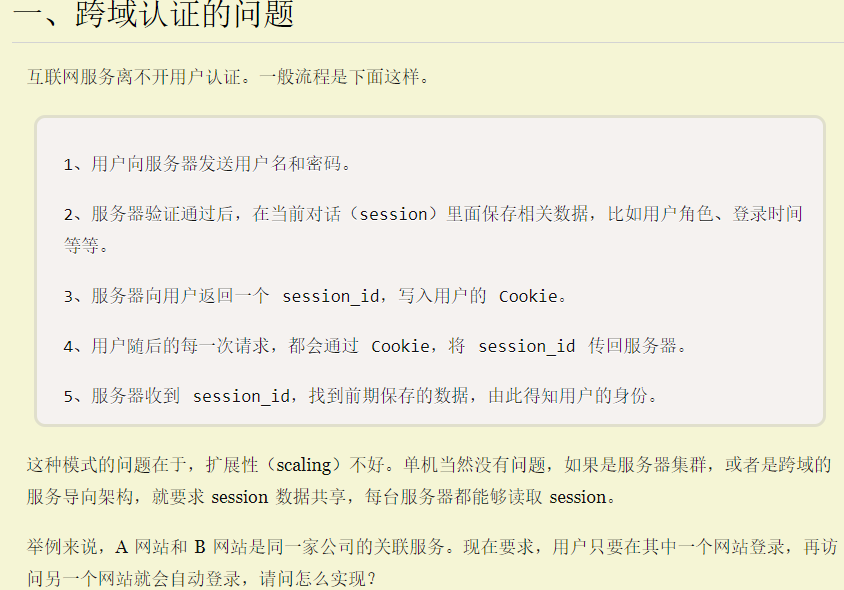 一、跨域认证的问题
互联网服务离不开用户认证。一般流程是下面这样。
1、用户向服务器发送用户名和密码。
2、服务器验证通过后，在当前对话（session）里面保存相关数据，比如用户角色、登录时间
等等。
3、服务器向用户返回一个 session_id，写入用户的 Cookie。
4、用户随后的每一次请求，都会通过 Cookie，将 session_id 传回服务器。
5、服务器收到 session_id，找到前期保存的数据，由此得知用户的身份。
这种模式的问题在于，扩展性（scaling）不好。单机当然没有问题，如果是服务器集群，或者是跨域的
服务导向架构，就要求 session 数据共享，每台服务器都能够读取 session。
举例来说，A 网站和 B 网站是同一家公司的关联服务。现在要求，用户只要在其中一个网站登录，再访
问另一个网站就会自动登录，请问怎么实现？